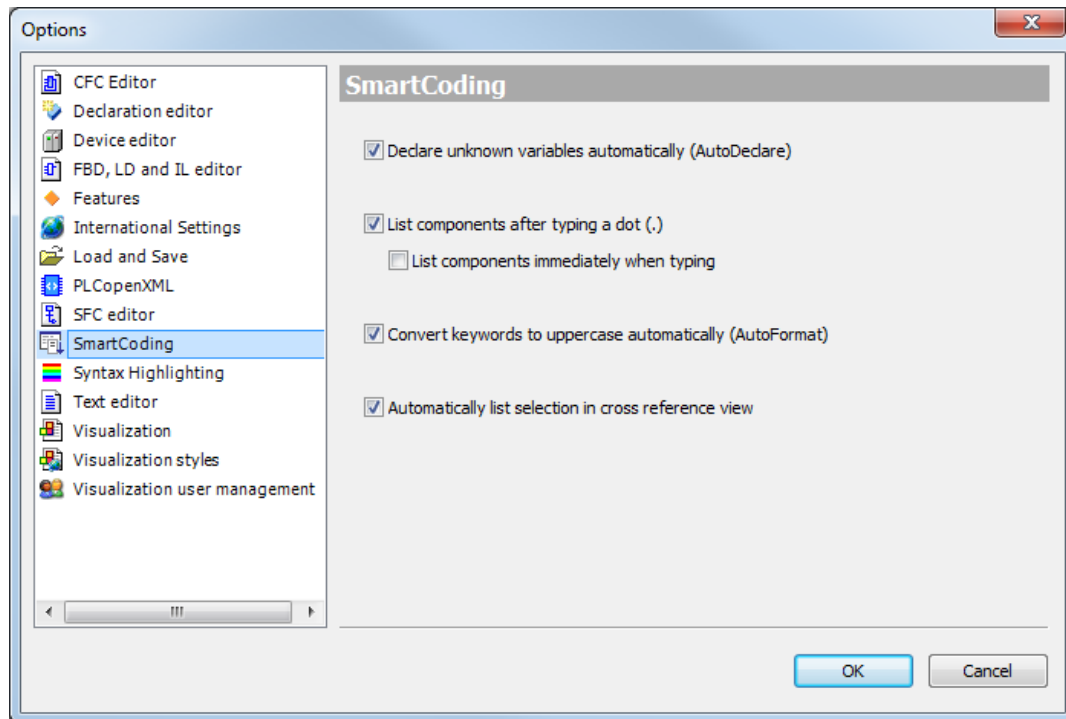 Options
CFC Editor
Declaration editor
Device editor
FBD, LD and IL editor
Features
International Settings
Load and Save
PLCopenXML
SFC editor
SmartCoding
Syntax Highlighting
Text editor
Visualization
Visualization styles
Visualization user management
SmartCoding
Declare unknown variables automatically (AutoDeclare)
List components after typing a dot (.)
List components immediately when typing
Convert keywords to uppercase automatically (AutoFormat)
Automatically list selection in cross reference view
OK
Cancel